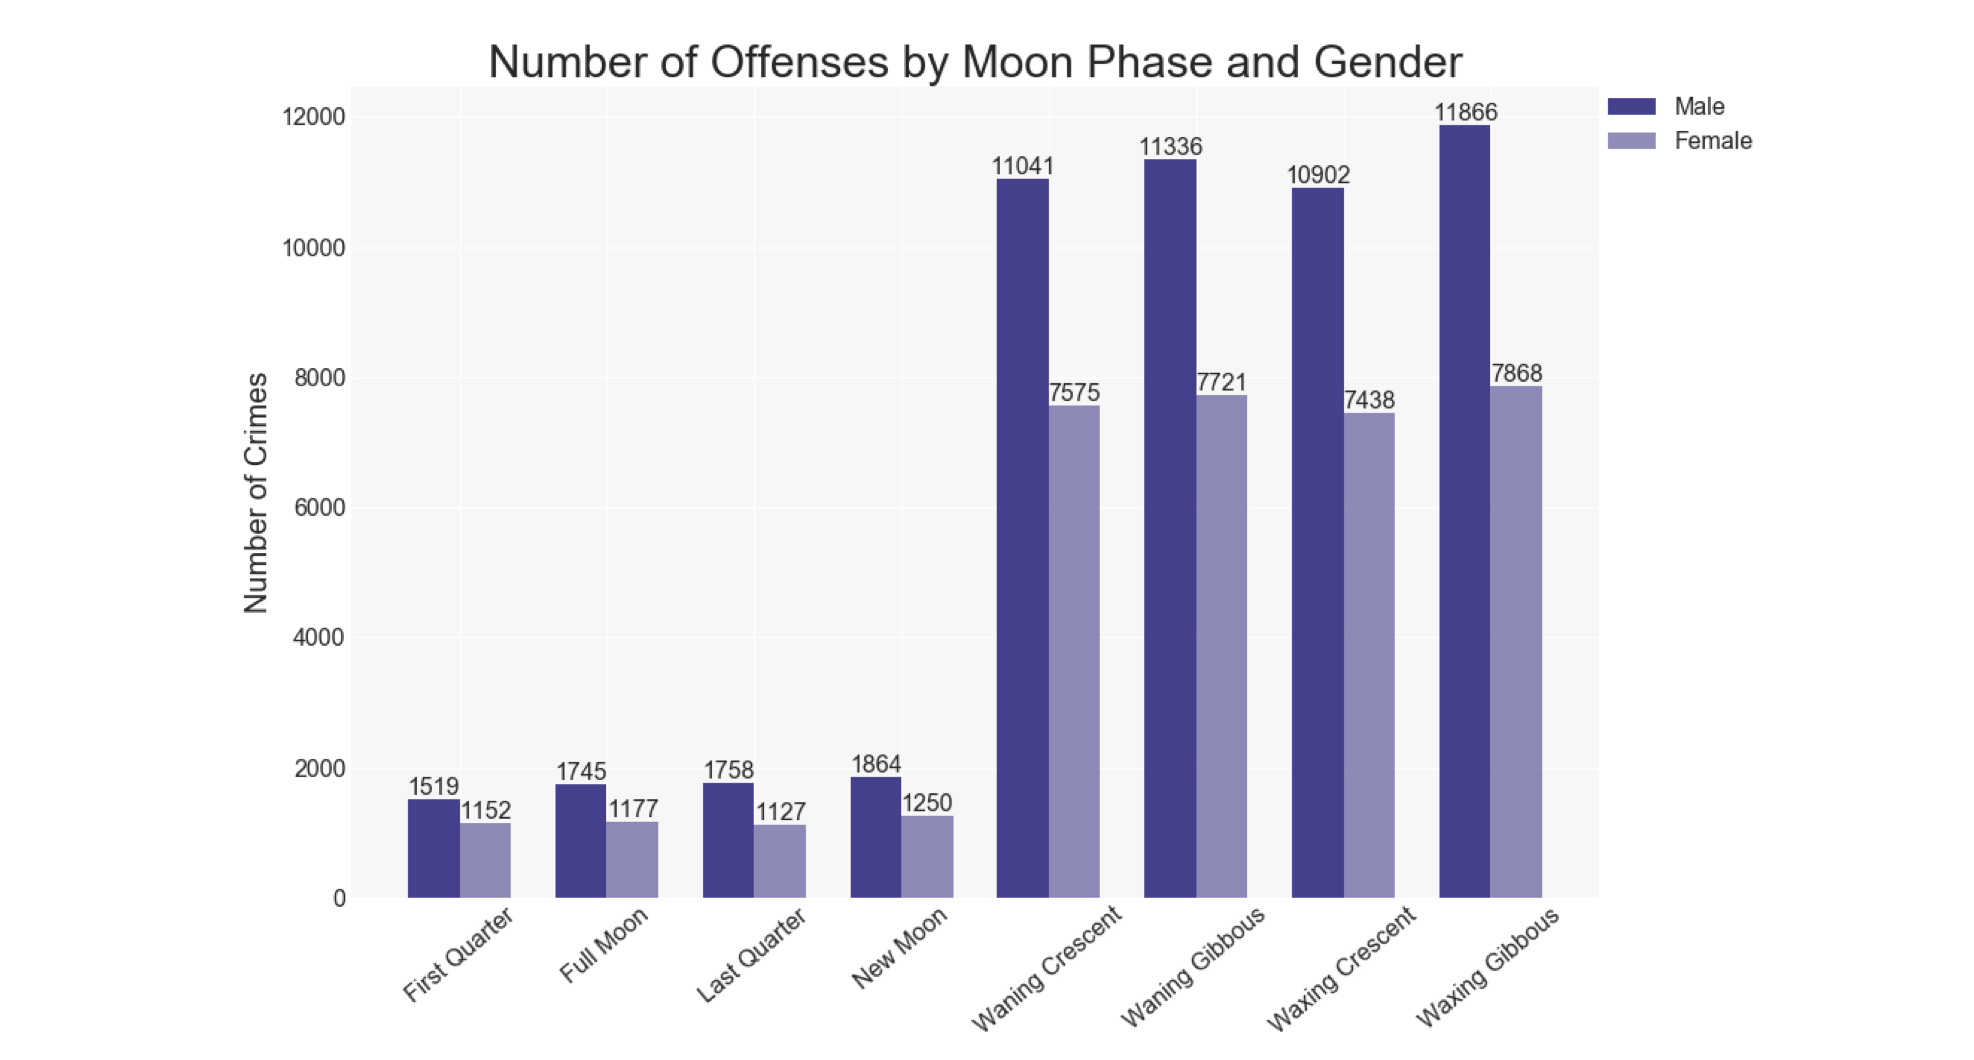 Number of Offenses by Moon Phase and Gender
Male
Female
Number of Crimes
12000
10000
8000
6000
4000
2000
0
1519
1152
1745
1177
1758
1127
1864
1250
11041
7575
11336
7721
10902
7438
11866
7868
First Quarter
Full Moon
Last Quarter
New Moon
Waning Crescent
Waning Gibbous
Waxing Crescent
Waxing Gibbous